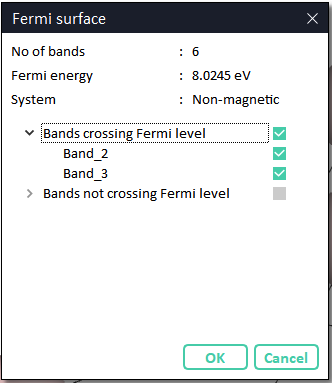 Fermi surface
No of bands : 6
Fermi energy : 8.0245 eV
System : Non-magnetic
Bands crossing Fermi level
Band_2
Band_3
Bands not crossing Fermi level
OK Cancel